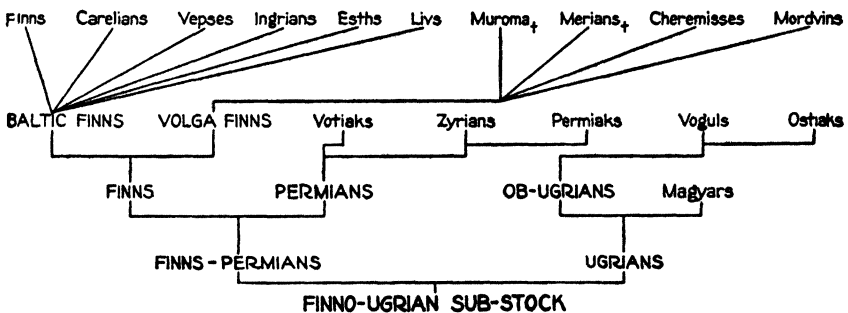 Finns Carelians Vepses Ingrians Esths Livs Muroma† Merians† Cheremisses Mordvins
BALTIC FINNS VOLGA FINNS Votiaks Zyrians Permiaks Voguls Ostiaks
FINNS PERMIANS OB-UGRIANS Magyars
FINNS-PERMIANS UGRIANS
FINNO-UGRIAN SUB-STOCK